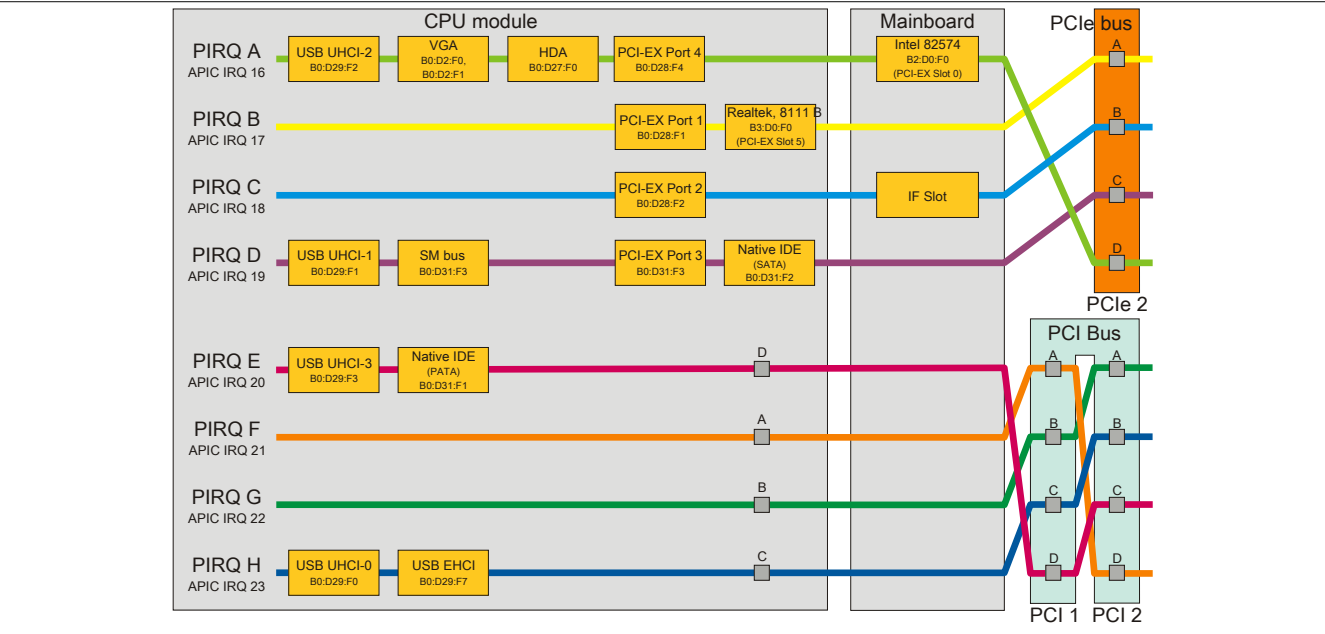 CPU module
Mainboard
PCIe bus
PIRQ A
APIC IRQ 16
USB UHCI-2
B0:D29:F2
VGA
B0:D2:F0,
B0:D2:F1
HDA
B0:D27:F0
PCI-EX Port 4
B0:D28:F4
Intel 82574
B2:D0:F0
(PCI-EX Slot 0)
A
PIRQ B
APIC IRQ 17
PCI-EX Port 1
B0:D28:F1
Realtek, 8111 B
B3:D0:F0
(PCI-EX Slot 5)
B
PIRQ C
APIC IRQ 18
PCI-EX Port 2
B0:D28:F2
IF Slot
C
PIRQ D
APIC IRQ 19
USB UHCI-1
B0:D29:F1
SM bus
B0:D31:F3
PCI-EX Port 3
B0:D31:F3
Native IDE
(SATA)
B0:D31:F2
D
PCIe 2
PCI Bus
PIRQ E
APIC IRQ 20
USB UHCI-3
B0:D29:F3
Native IDE
(PATA)
B0:D31:F1
D
A
A
PIRQ F
APIC IRQ 21
A
B
B
PIRQ G
APIC IRQ 22
B
C
C
PIRQ H
APIC IRQ 23
USB UHCI-0
B0:D29:F0
USB EHCI
B0:D29:F7
C
D
D
PCI 1
PCI 2